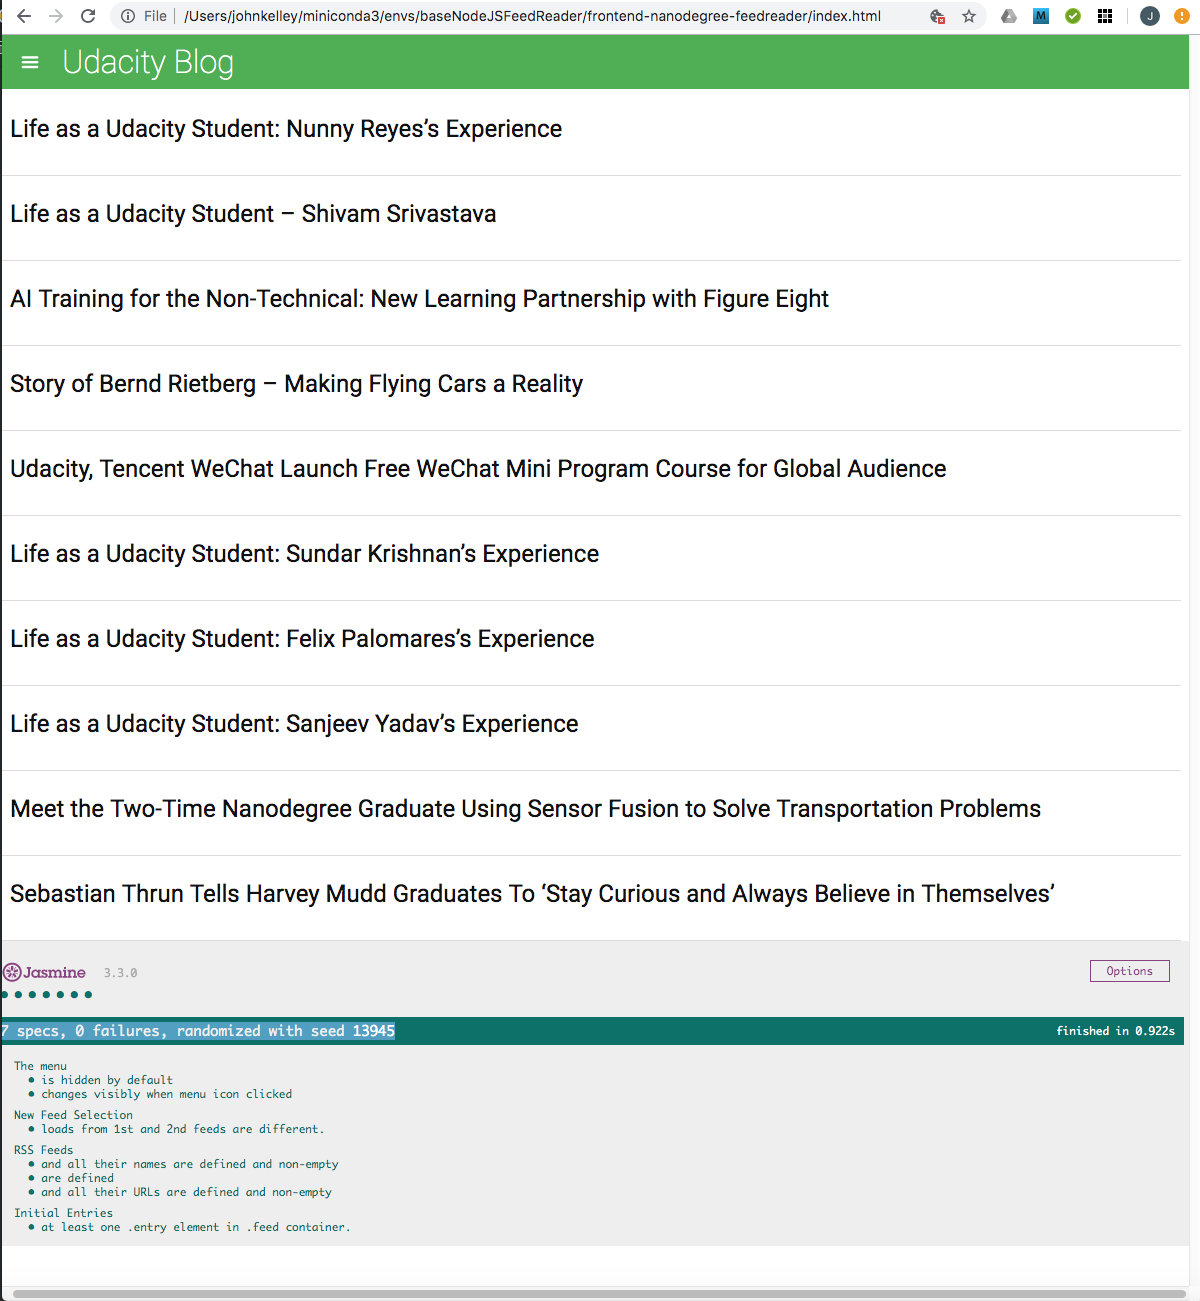 File /Users/johnkelley/miniconda3/envs/baseNodeJSFeedReader/frontend-nanodegree-feedreader/index.html M J
Udacity Blog
Life as a Udacity Student: Nunny Reyes’s Experience
Life as a Udacity Student – Shivam Srivastava
AI Training for the Non-Technical: New Learning Partnership with Figure Eight
Story of Bernd Rietberg – Making Flying Cars a Reality
Udacity, Tencent WeChat Launch Free WeChat Mini Program Course for Global Audience
Life as a Udacity Student: Sundar Krishnan’s Experience
Life as a Udacity Student: Felix Palomares’s Experience
Life as a Udacity Student: Sanjeev Yadav’s Experience
Meet the Two-Time Nanodegree Graduate Using Sensor Fusion to Solve Transportation Problems
Sebastian Thrun Tells Harvey Mudd Graduates To ‘Stay Curious and Always Believe in Themselves’
Jasmine 3.3.0 Options
7 specs, 0 failures, randomized with seed 13945 finished in 0.922s
The menu
• is hidden by default
• changes visibly when menu icon clicked
New Feed Selection
• loads from 1st and 2nd feeds are different.
RSS Feeds
• and all their names are defined and non-empty
• are defined
• and all their URLs are defined and non-empty
Initial Entries
• at least one .entry element in .feed container.